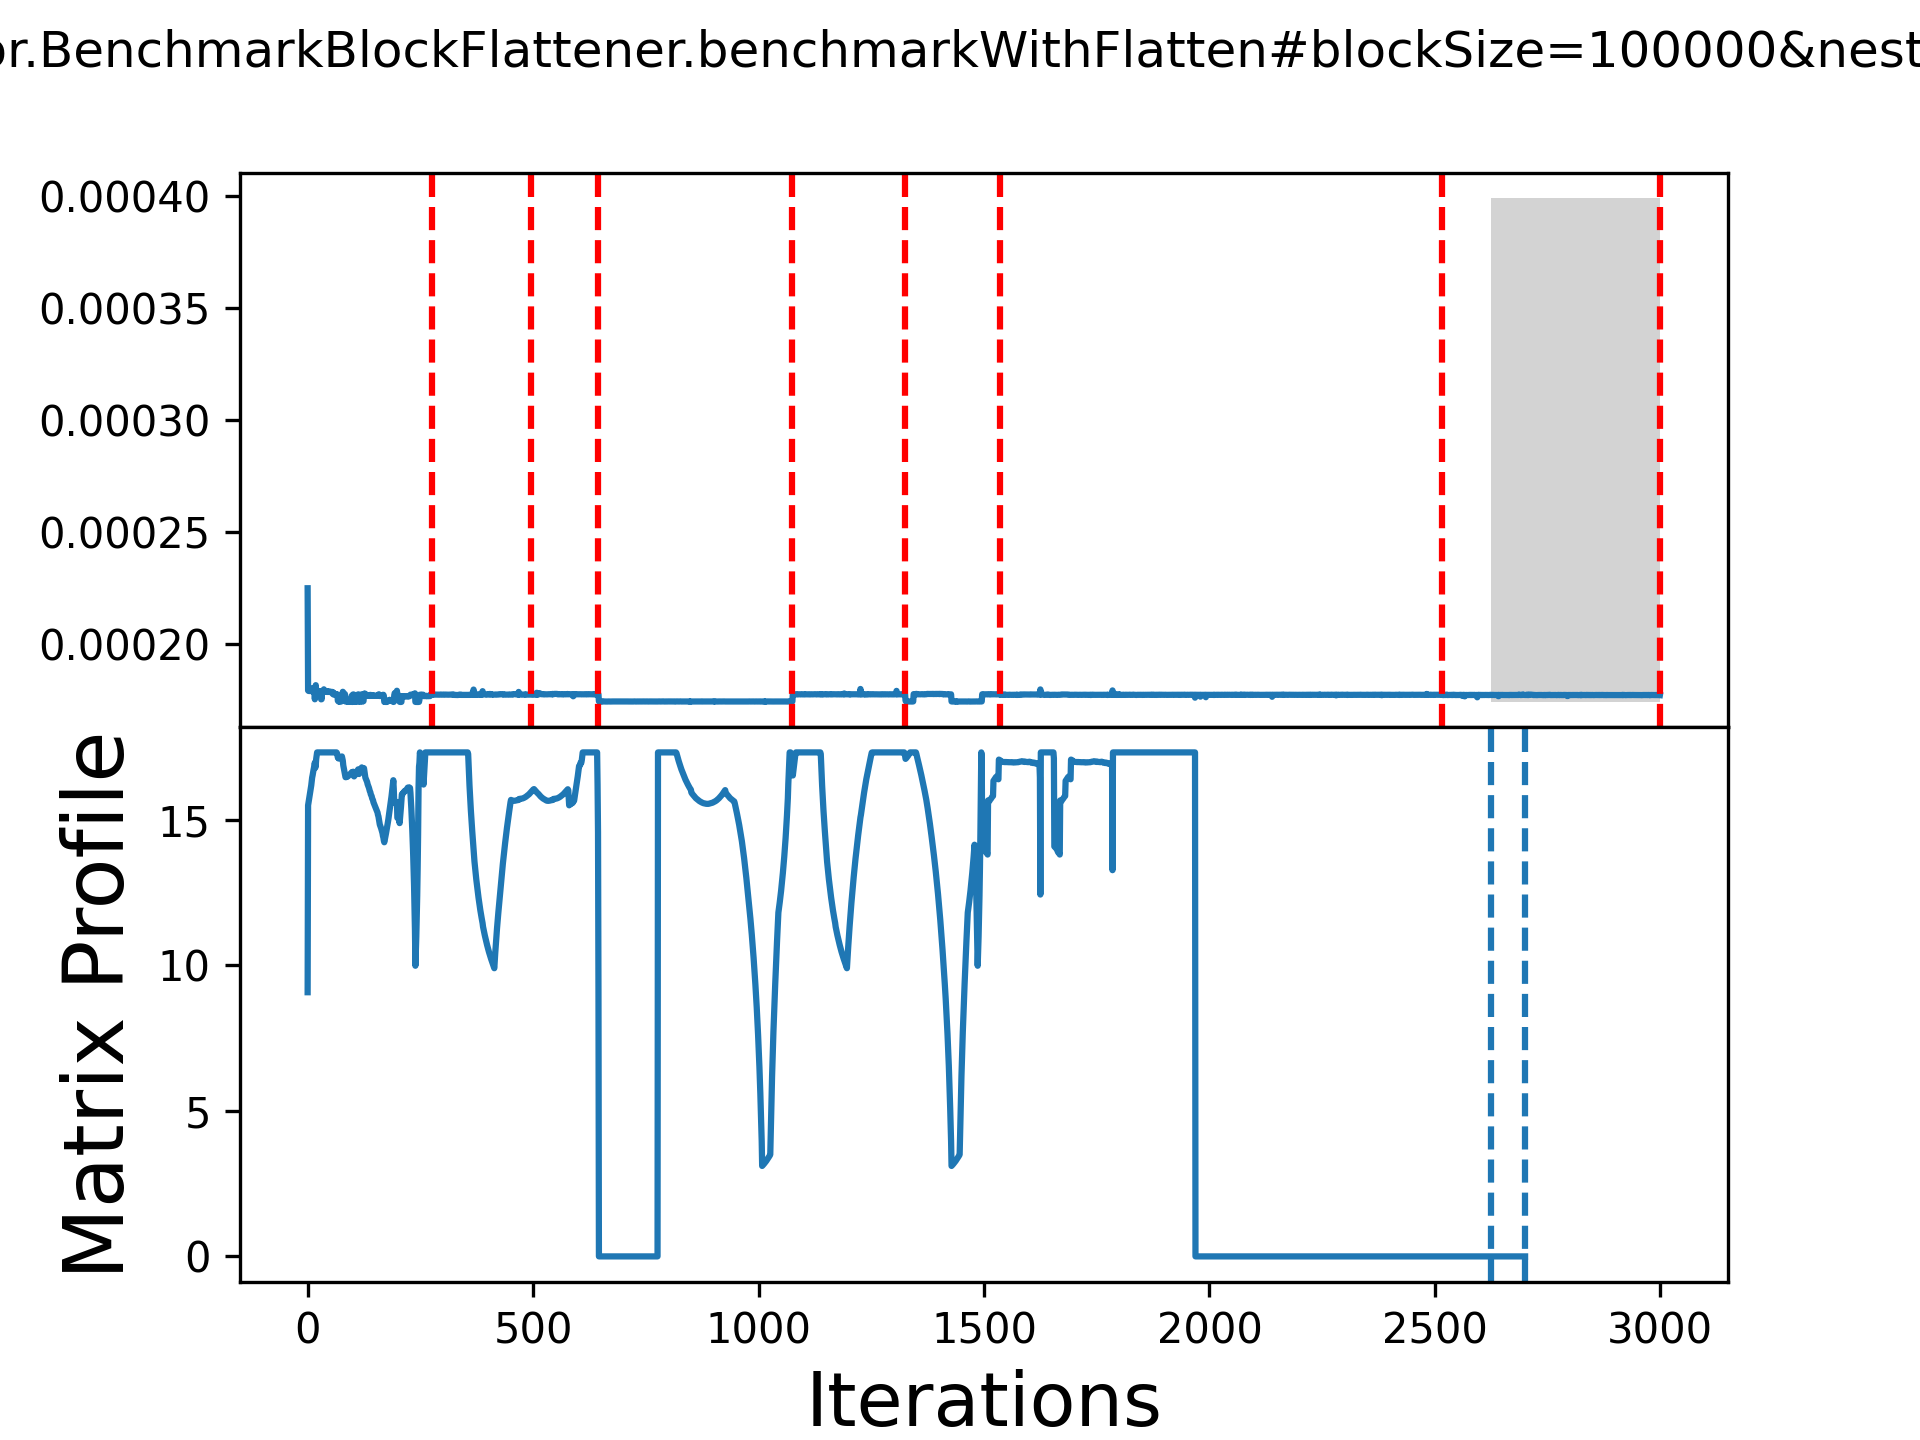 or.BenchmarkBlockFlattener.benchmarkWithFlatten#blockSize=100000&nest
0.00040
0.00035
0.00030
0.00025
0.00020
Matrix Profile
15
10
5
0
0 500 1000 1500 2000 2500 3000
Iterations